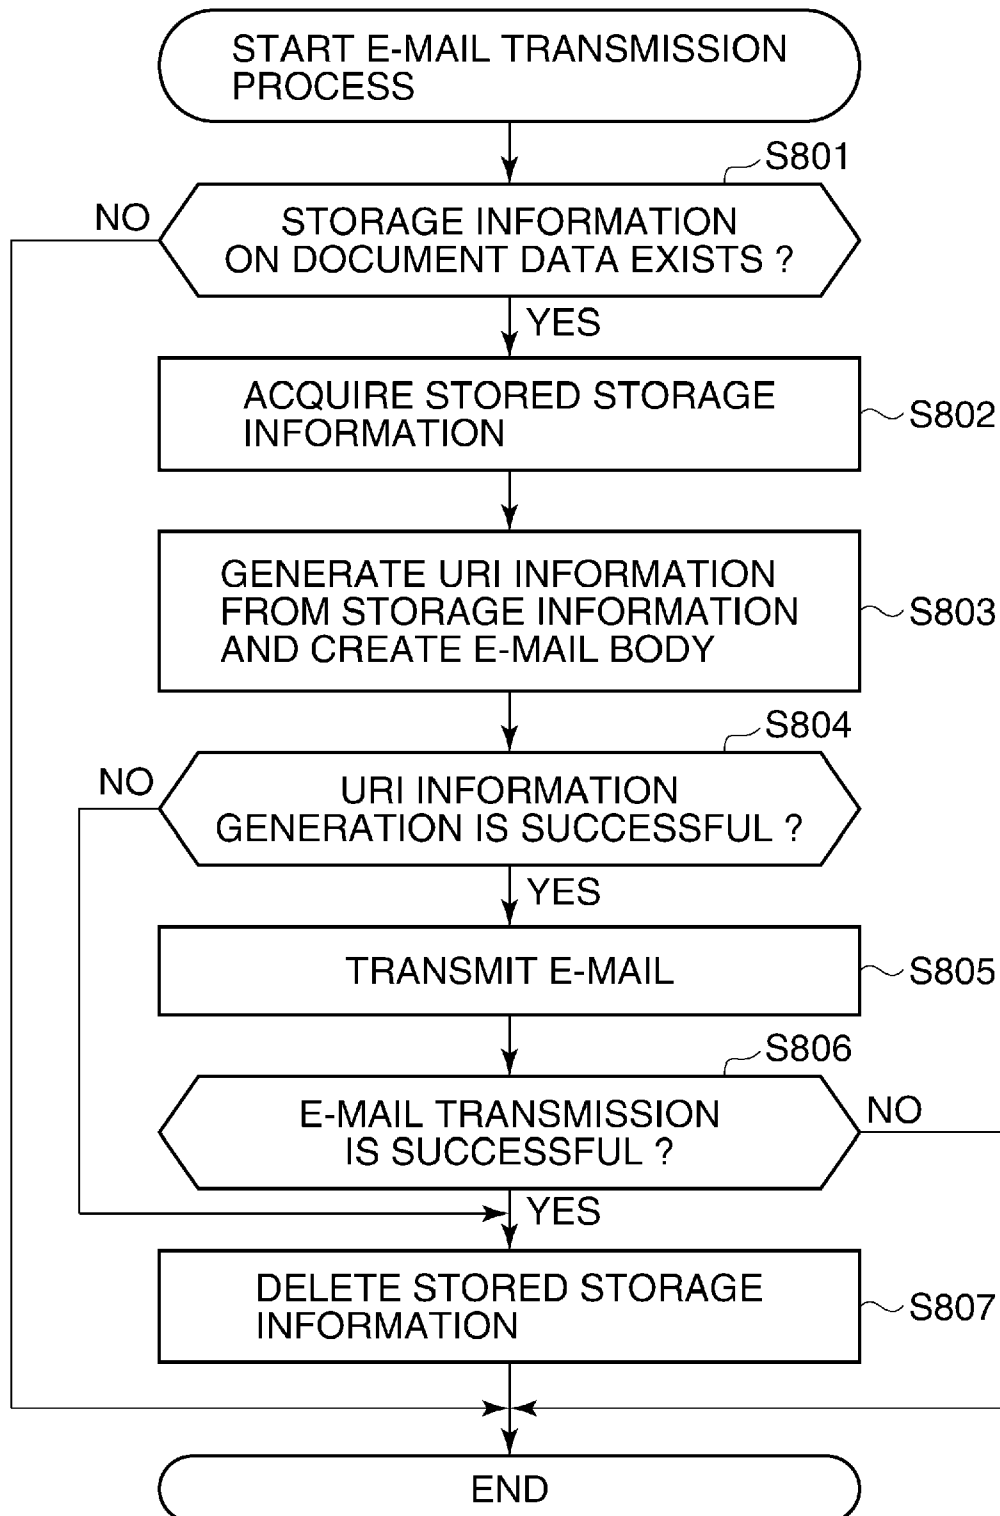 START E-MAIL TRANSMISSION
PROCESS
S801
NO
STORAGE INFORMATION
ON DOCUMENT DATA EXISTS ?
YES
ACQUIRE STORED STORAGE
INFORMATION
S802
GENERATE URI INFORMATION
FROM STORAGE INFORMATION
AND CREATE E-MAIL BODY
S803
S804
NO
URI INFORMATION
GENERATION IS SUCCESSFUL ?
YES
TRANSMIT E-MAIL
S805
S806
E-MAIL TRANSMISSION
IS SUCCESSFUL ?
NO
YES
DELETE STORED STORAGE
INFORMATION
S807
END